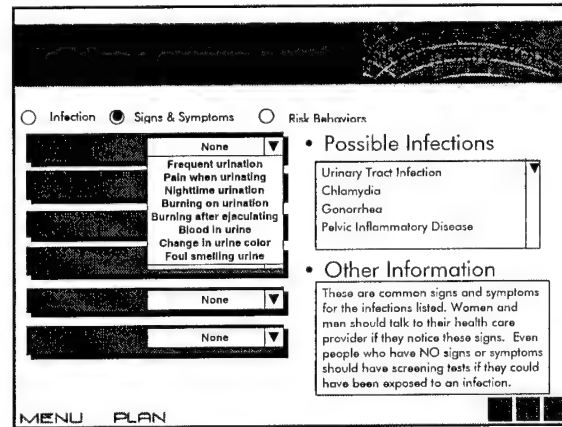 Infection
Signs & Symptoms
Risk Behaviors
None
Frequent urination
Pain when urinating
Nighttime urination
Burning on urination
Burning after ejaculating
Blood in urine
Change in urine color
Foul smelling urine
None
None
• Possible Infections
Urinary Tract Infection
Chlamydia
Gonorrhea
Pelvic Inflammatory Disease
• Other Information
These are common signs and symptoms
for the infections listed. Women and
men should talk to their health care
provider if they notice these signs. Even
people who have NO signs or symptoms
should have screening tests if they could
have been exposed to an infection.
MENU PLAN